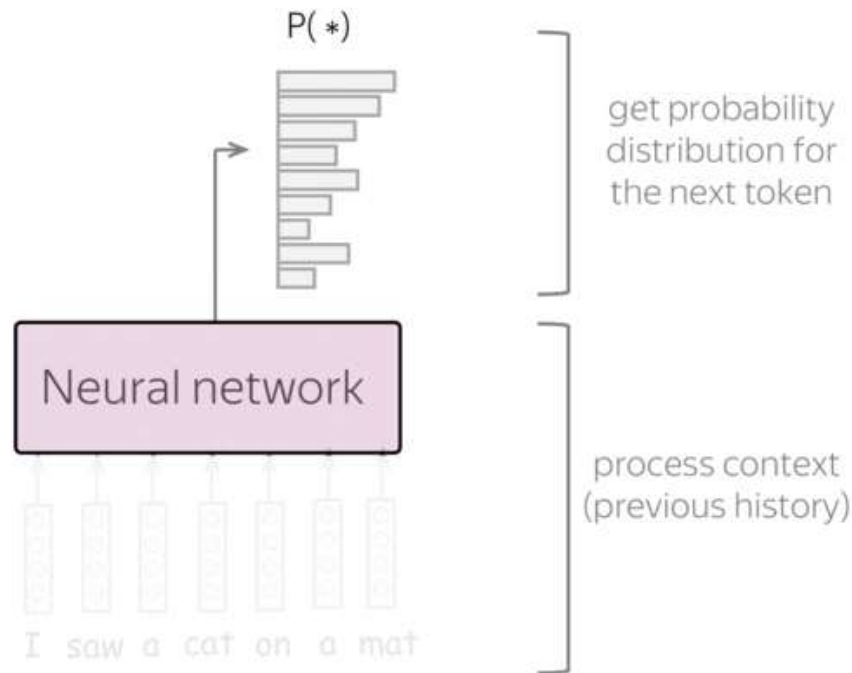 P( * )
get probability
distribution for
the next token
Neural network
process context
(previous history)
I saw a cat on a mat